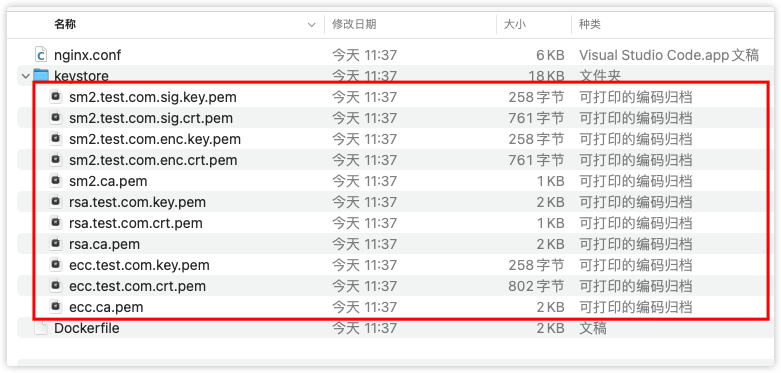 名称 修改日期 大小 种类
nginx.conf 今天 11:37 6 KB Visual Studio Code.app 文稿
keystore 今天 11:37 18 KB 文件夹
sm2.test.com.sig.key.pem 今天 11:37 258 字节 可打印的编码归档
sm2.test.com.sig.crt.pem 今天 11:37 761 字节 可打印的编码归档
sm2.test.com.enc.key.pem 今天 11:37 258 字节 可打印的编码归档
sm2.test.com.enc.crt.pem 今天 11:37 761 字节 可打印的编码归档
sm2.ca.pem 今天 11:37 1 KB 可打印的编码归档
rsa.test.com.key.pem 今天 11:37 2 KB 可打印的编码归档
rsa.test.com.crt.pem 今天 11:37 1 KB 可打印的编码归档
rsa.ca.pem 今天 11:37 2 KB 可打印的编码归档
ecc.test.com.key.pem 今天 11:37 258 字节 可打印的编码归档
ecc.test.com.crt.pem 今天 11:37 802 字节 可打印的编码归档
ecc.ca.pem 今天 11:37 2 KB 可打印的编码归档
Dockerfile 今天 11:37 2 KB 文稿